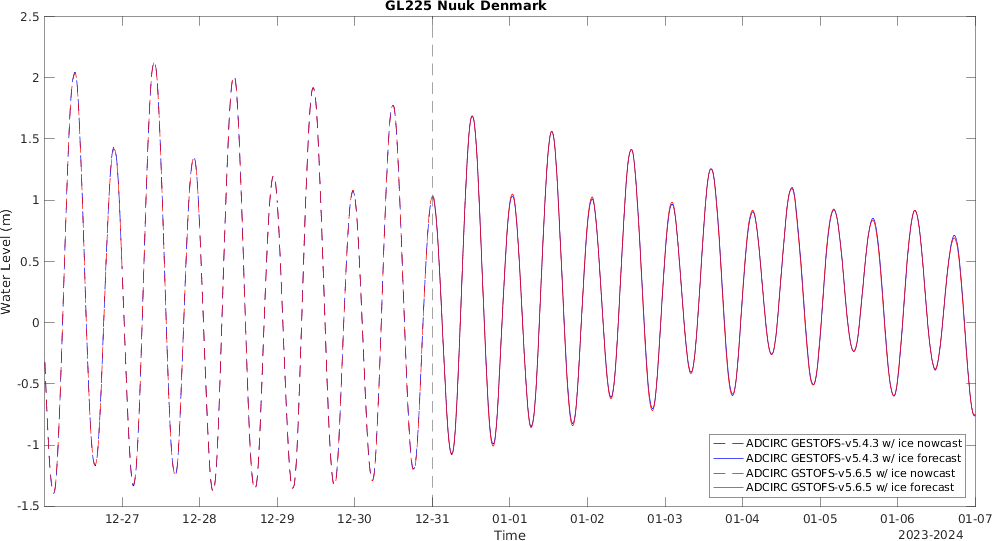 GL225 Nuuk Denmark
2.5
2
1.5
1
0.5
0
-0.5
-1
-1.5
Water Level (m)
ADCIRC GESTOFS-v5.4.3 w/ ice nowcast
ADCIRC GESTOFS-v5.4.3 w/ ice forecast
ADCIRC GSTOFS-v5.6.5 w/ ice nowcast
ADCIRC GSTOFS-v5.6.5 w/ ice forecast
12-27 12-28 12-29 12-30 12-31 01-01 01-02 01-03 01-04 01-05 01-06 01-07
Time
2023-2024